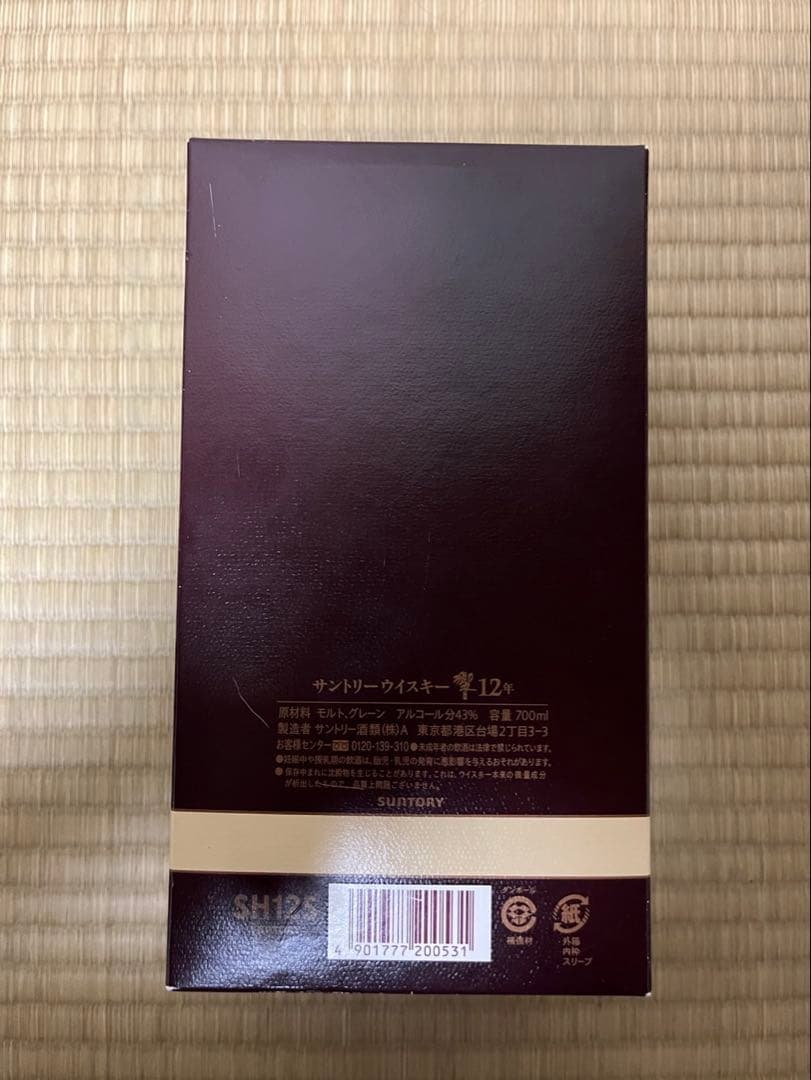 サントリーウイスキー 響12年
原材料 モルト、グレーン アルコール分43% 容量 700ml
製造者 サントリー酒類(株)A 東京都港区台場2丁目3-3
お客様センター☎☎0120-139-310●未成年者の飲酒は法律で禁じられています。
●妊娠中や授乳期の飲酒は、胎児・乳児の発育に悪影響を与えるおそれがあります。
●保存中まれに沈殿物を生じることがあります。これは、ウイスキー本来の微量成分
が析出したもので、品質上問題ございません。
SUNTORY
SH12S
4 901777 200531
ダンボール
補強材
紙
外箱
内枠
スリーブ